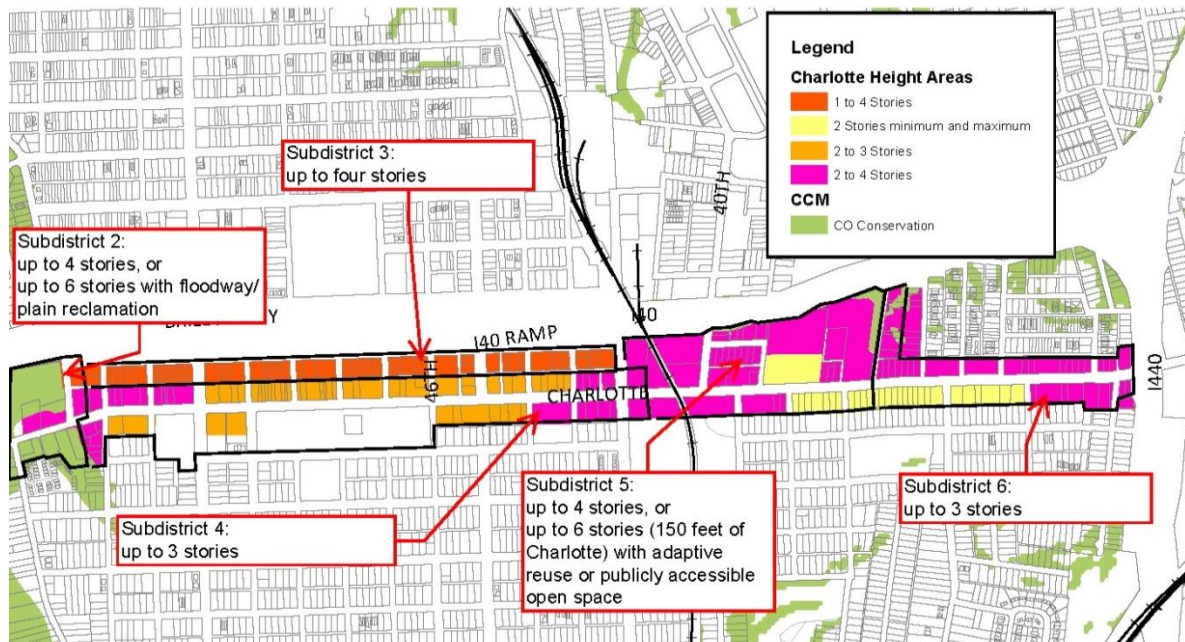 Legend
Charlotte Height Areas
1 to 4 Stories
2 Stories minimum and maximum
2 to 3 Stories
2 to 4 Stories
CCM
CO Conservation
40TH
Subdistrict 3:
up to four stories
Subdistrict 2:
up to 4 stories, or
up to 6 stories with floodway/
plain reclamation
I40
I40 RAMP
46TH
CHARLOTTE
I440
Subdistrict 4:
up to 3 stories
Subdistrict 5:
up to 4 stories, or
up to 6 stories (150 feet of
Charlotte) with adaptive
reuse or publicly accessible
open space
Subdistrict 6:
up to 3 stories